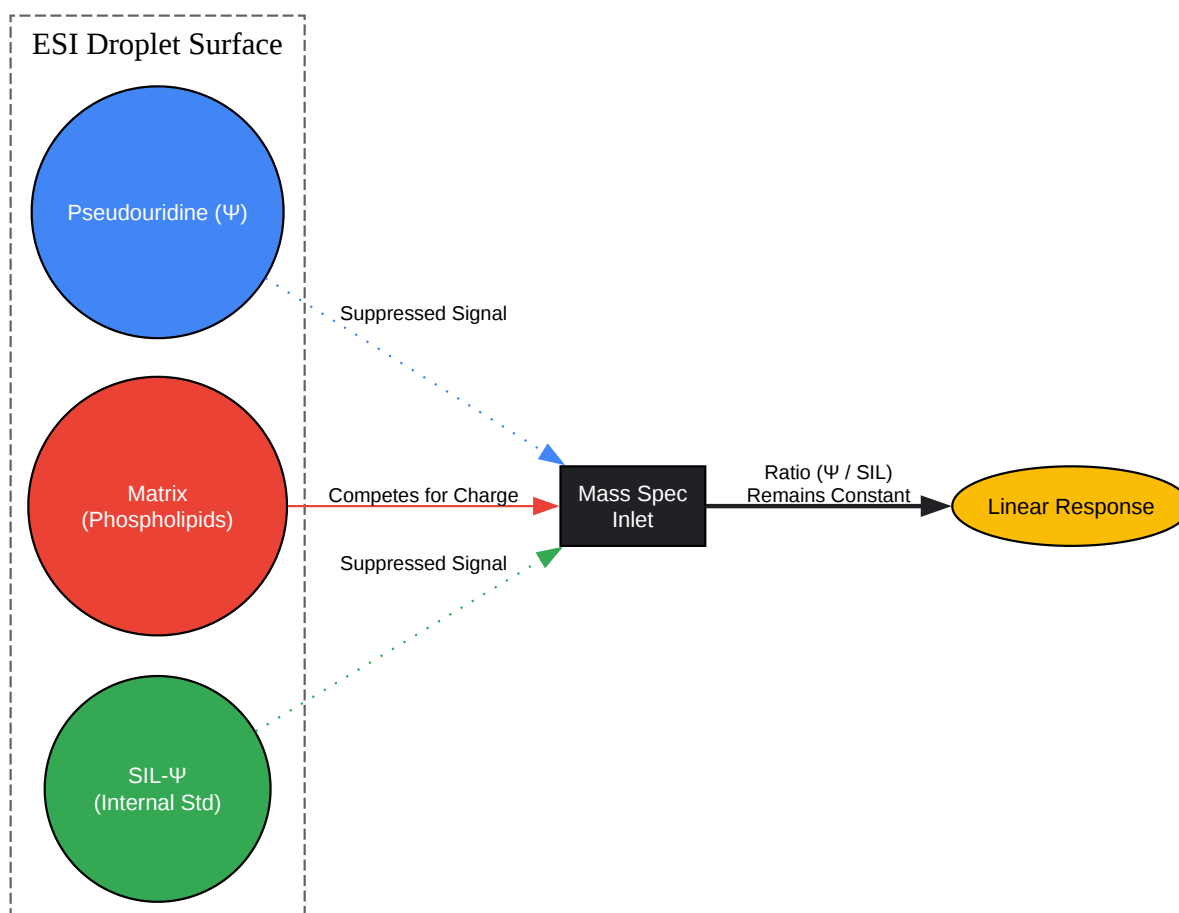 ESI Droplet Surface
Pseudouridine (Ψ)
Suppressed Signal
Matrix
(Phospholipids)
Competes for Charge
Mass Spec
Inlet
Ratio (Ψ / SIL)
Remains Constant
Linear Response
Suppressed Signal
SIL-Ψ
(Internal Std)